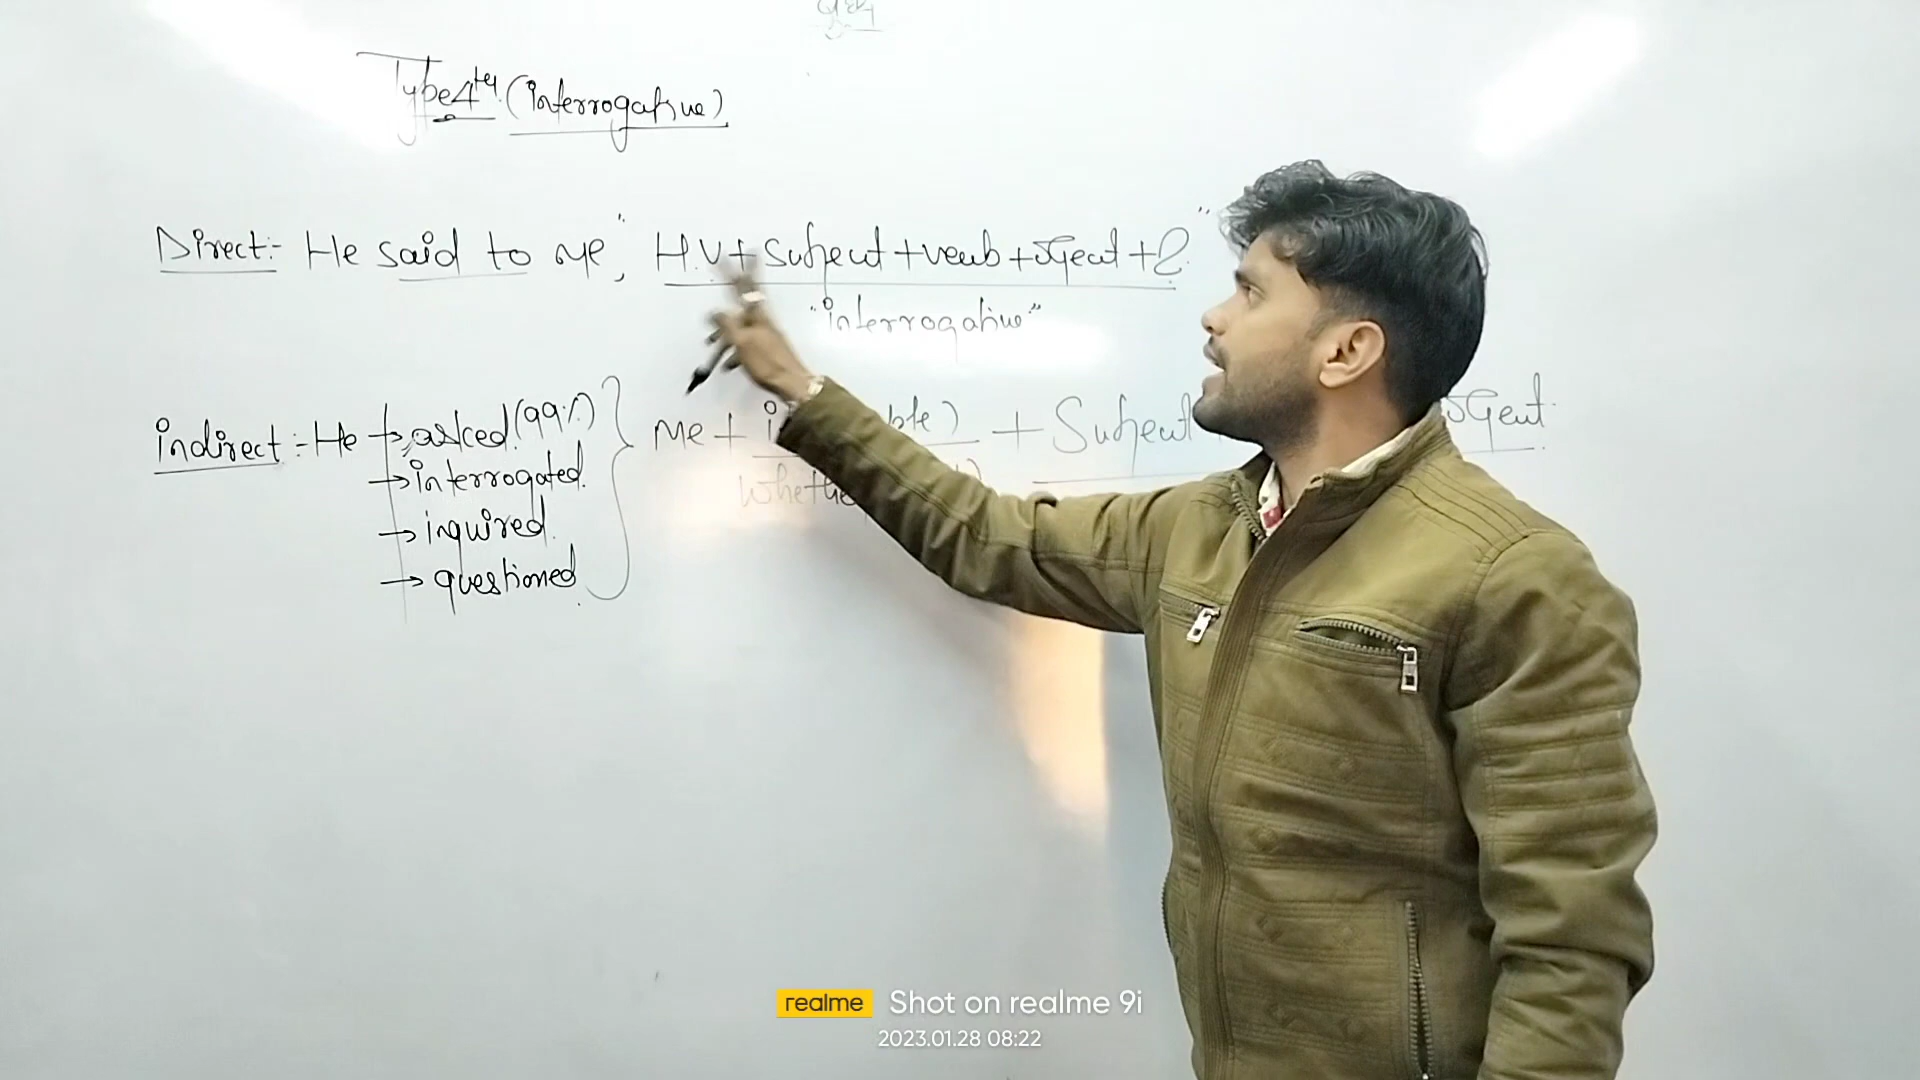 Type 4th (interrogative)
Direct:- He said to me, "H.V + Subject + verb + object + ?"
"interrogative"
indirect:- He → asked (99%) } me + + Subject object
→ interrogated.
→ inquired.
→ questioned.
realme Shot on realme 9i
2023.01.28 08:22